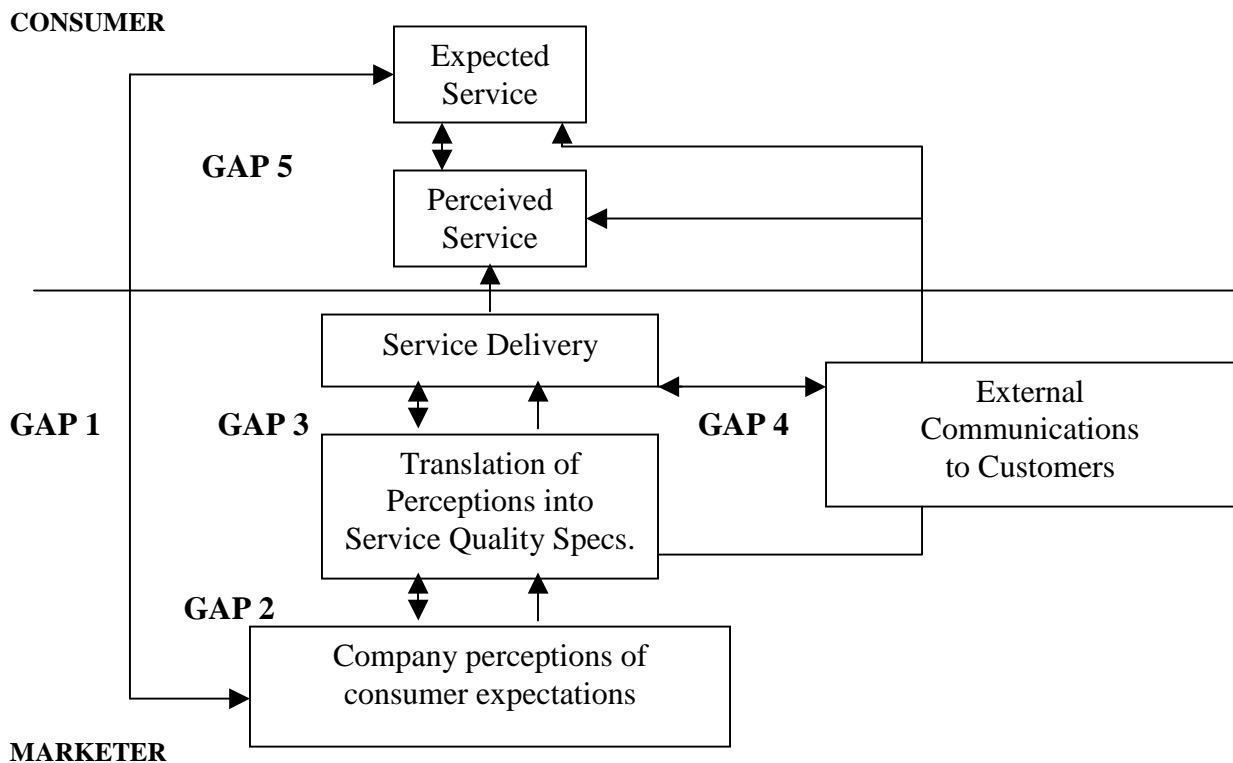 CONSUMER
Expected
Service
GAP 5
Perceived
Service
Service Delivery
GAP 1
GAP 3
GAP 4
External
Communications
to Customers
Translation of
Perceptions into
Service Quality Specs.
GAP 2
Company perceptions of
consumer expectations
MARKETER